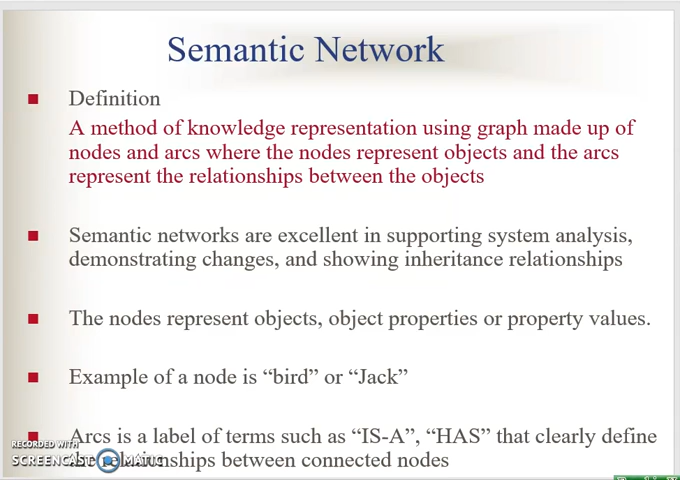 Semantic Network
Definition
A method of knowledge representation using graph made up of
nodes and arcs where the nodes represent objects and the arcs
represent the relationships between the objects
Semantic networks are excellent in supporting system analysis,
demonstrating changes, and showing inheritance relationships
The nodes represent objects, object properties or property values.
Example of a node is “bird” or “Jack”
Arcs is a label of terms such as “IS-A”, “HAS” that clearly define
the relationships between connected nodes
RECORDED WITH
SCREENCAST MATIC